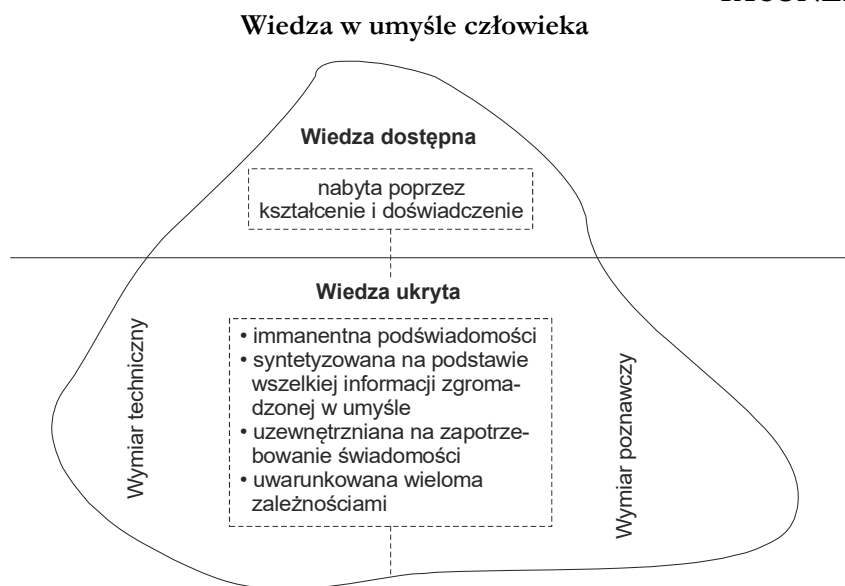 Wiedza w umyśle człowieka
Wiedza dostępna
nabyta poprzez
kształcenie i doświadczenie
Wiedza ukryta
• immanentna podświadomości
• syntetyzowana na podstawie
wszelkiej informacji zgroma-
dzonej w umyśle
• uzewnętrzniana na zapotrze-
bowanie świadomości
• uwarunkowana wieloma
zależnościami
Wymiar techniczny
Wymiar poznawczy